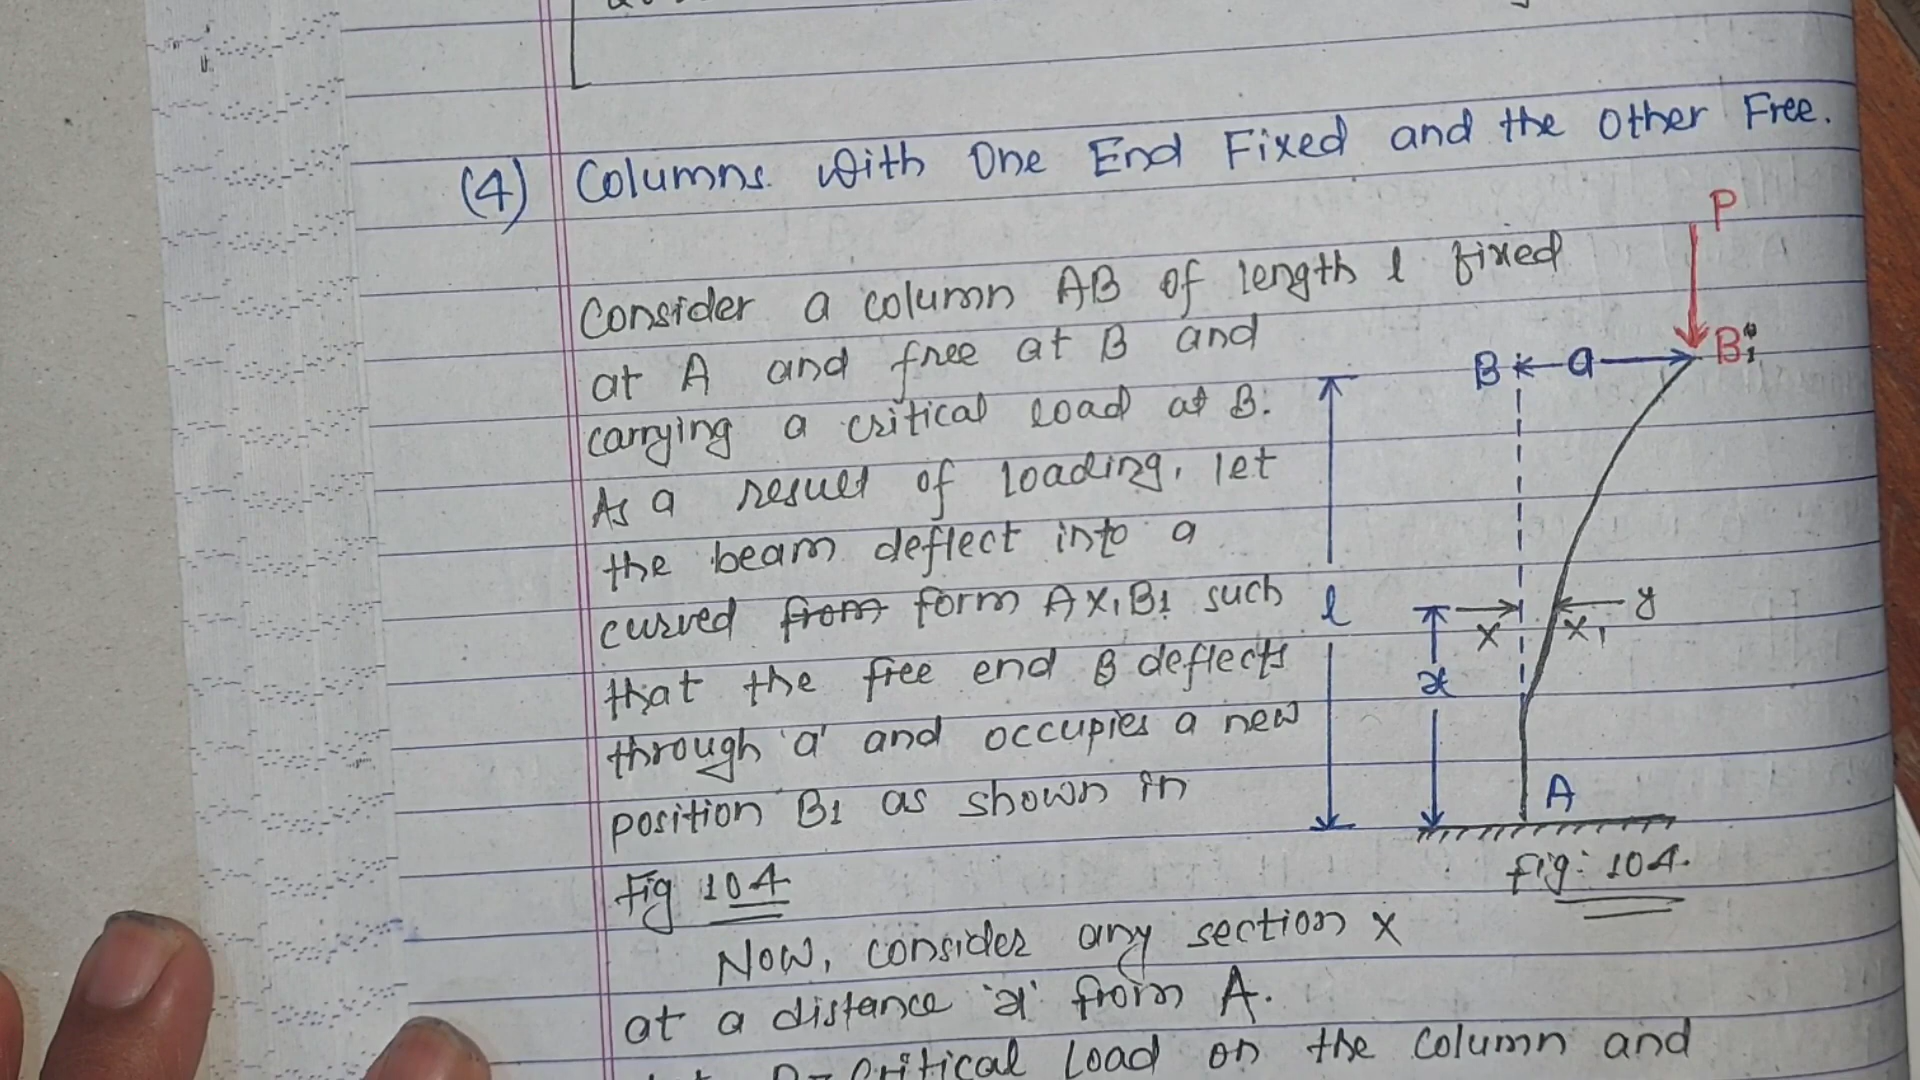 (4) Columns. With One End Fixed and the Other Free.
P
Consider a column AB of length l fixed
at A and free at B and
B a B1
carrying a critical load at B.
As a result of loading, let
the beam deflect into a
curved from form AX1B1 such
l x x1 y
that the free end B deflects
x
through 'a' and occupies a new
position B1 as shown in
A
Fig 104
fig: 104.
Now, consider any section X
at a distance 'x' from A.
critical load on the column and